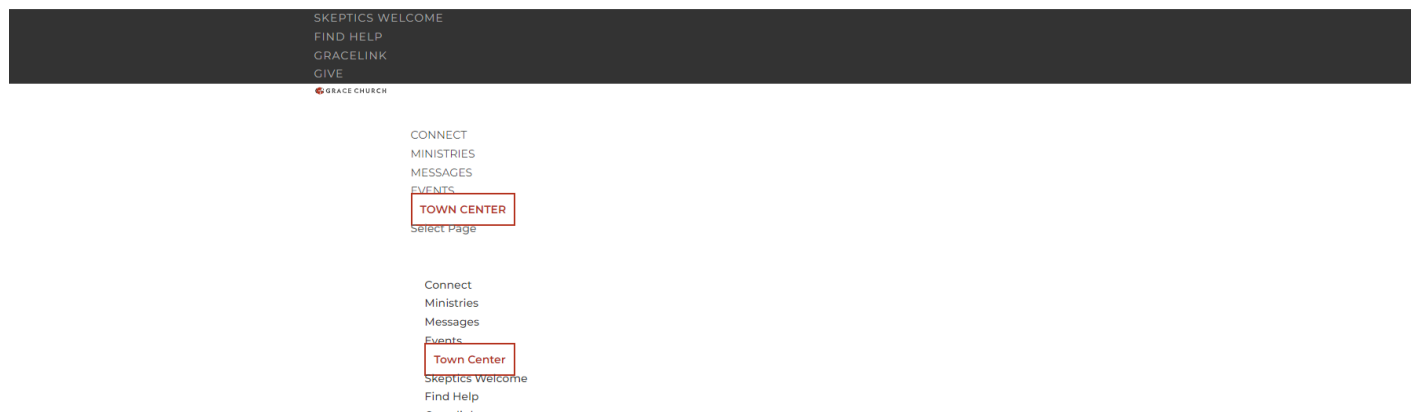 SKEPTICS WELCOME
FIND HELP
GRACELINK
GIVE
GRACE CHURCH
CONNECT
MINISTRIES
MESSAGES
EVENTS
TOWN CENTER
Select Page
Connect
Ministries
Messages
Events
Town Center
Skeptics Welcome
Find Help